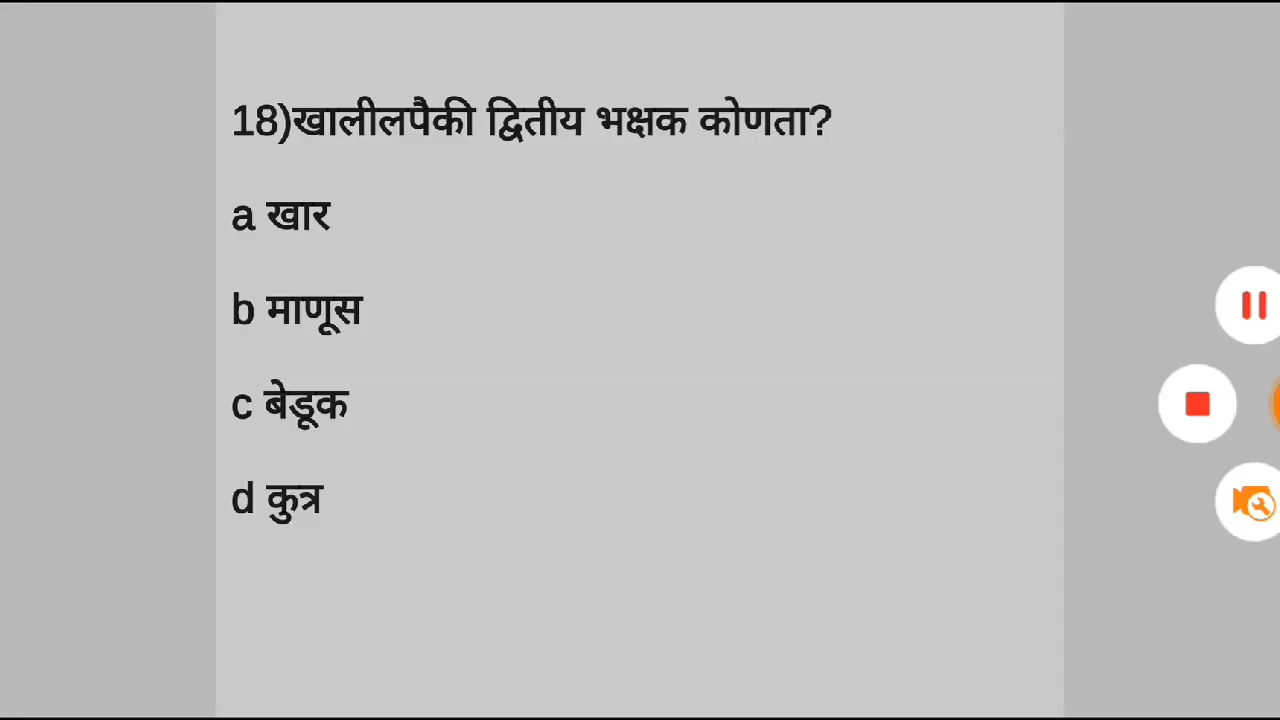 18)खालीलपैकी द्वितीय भक्षक कोणता?
a खार
b माणूस
c बेडूक
d कुत्र